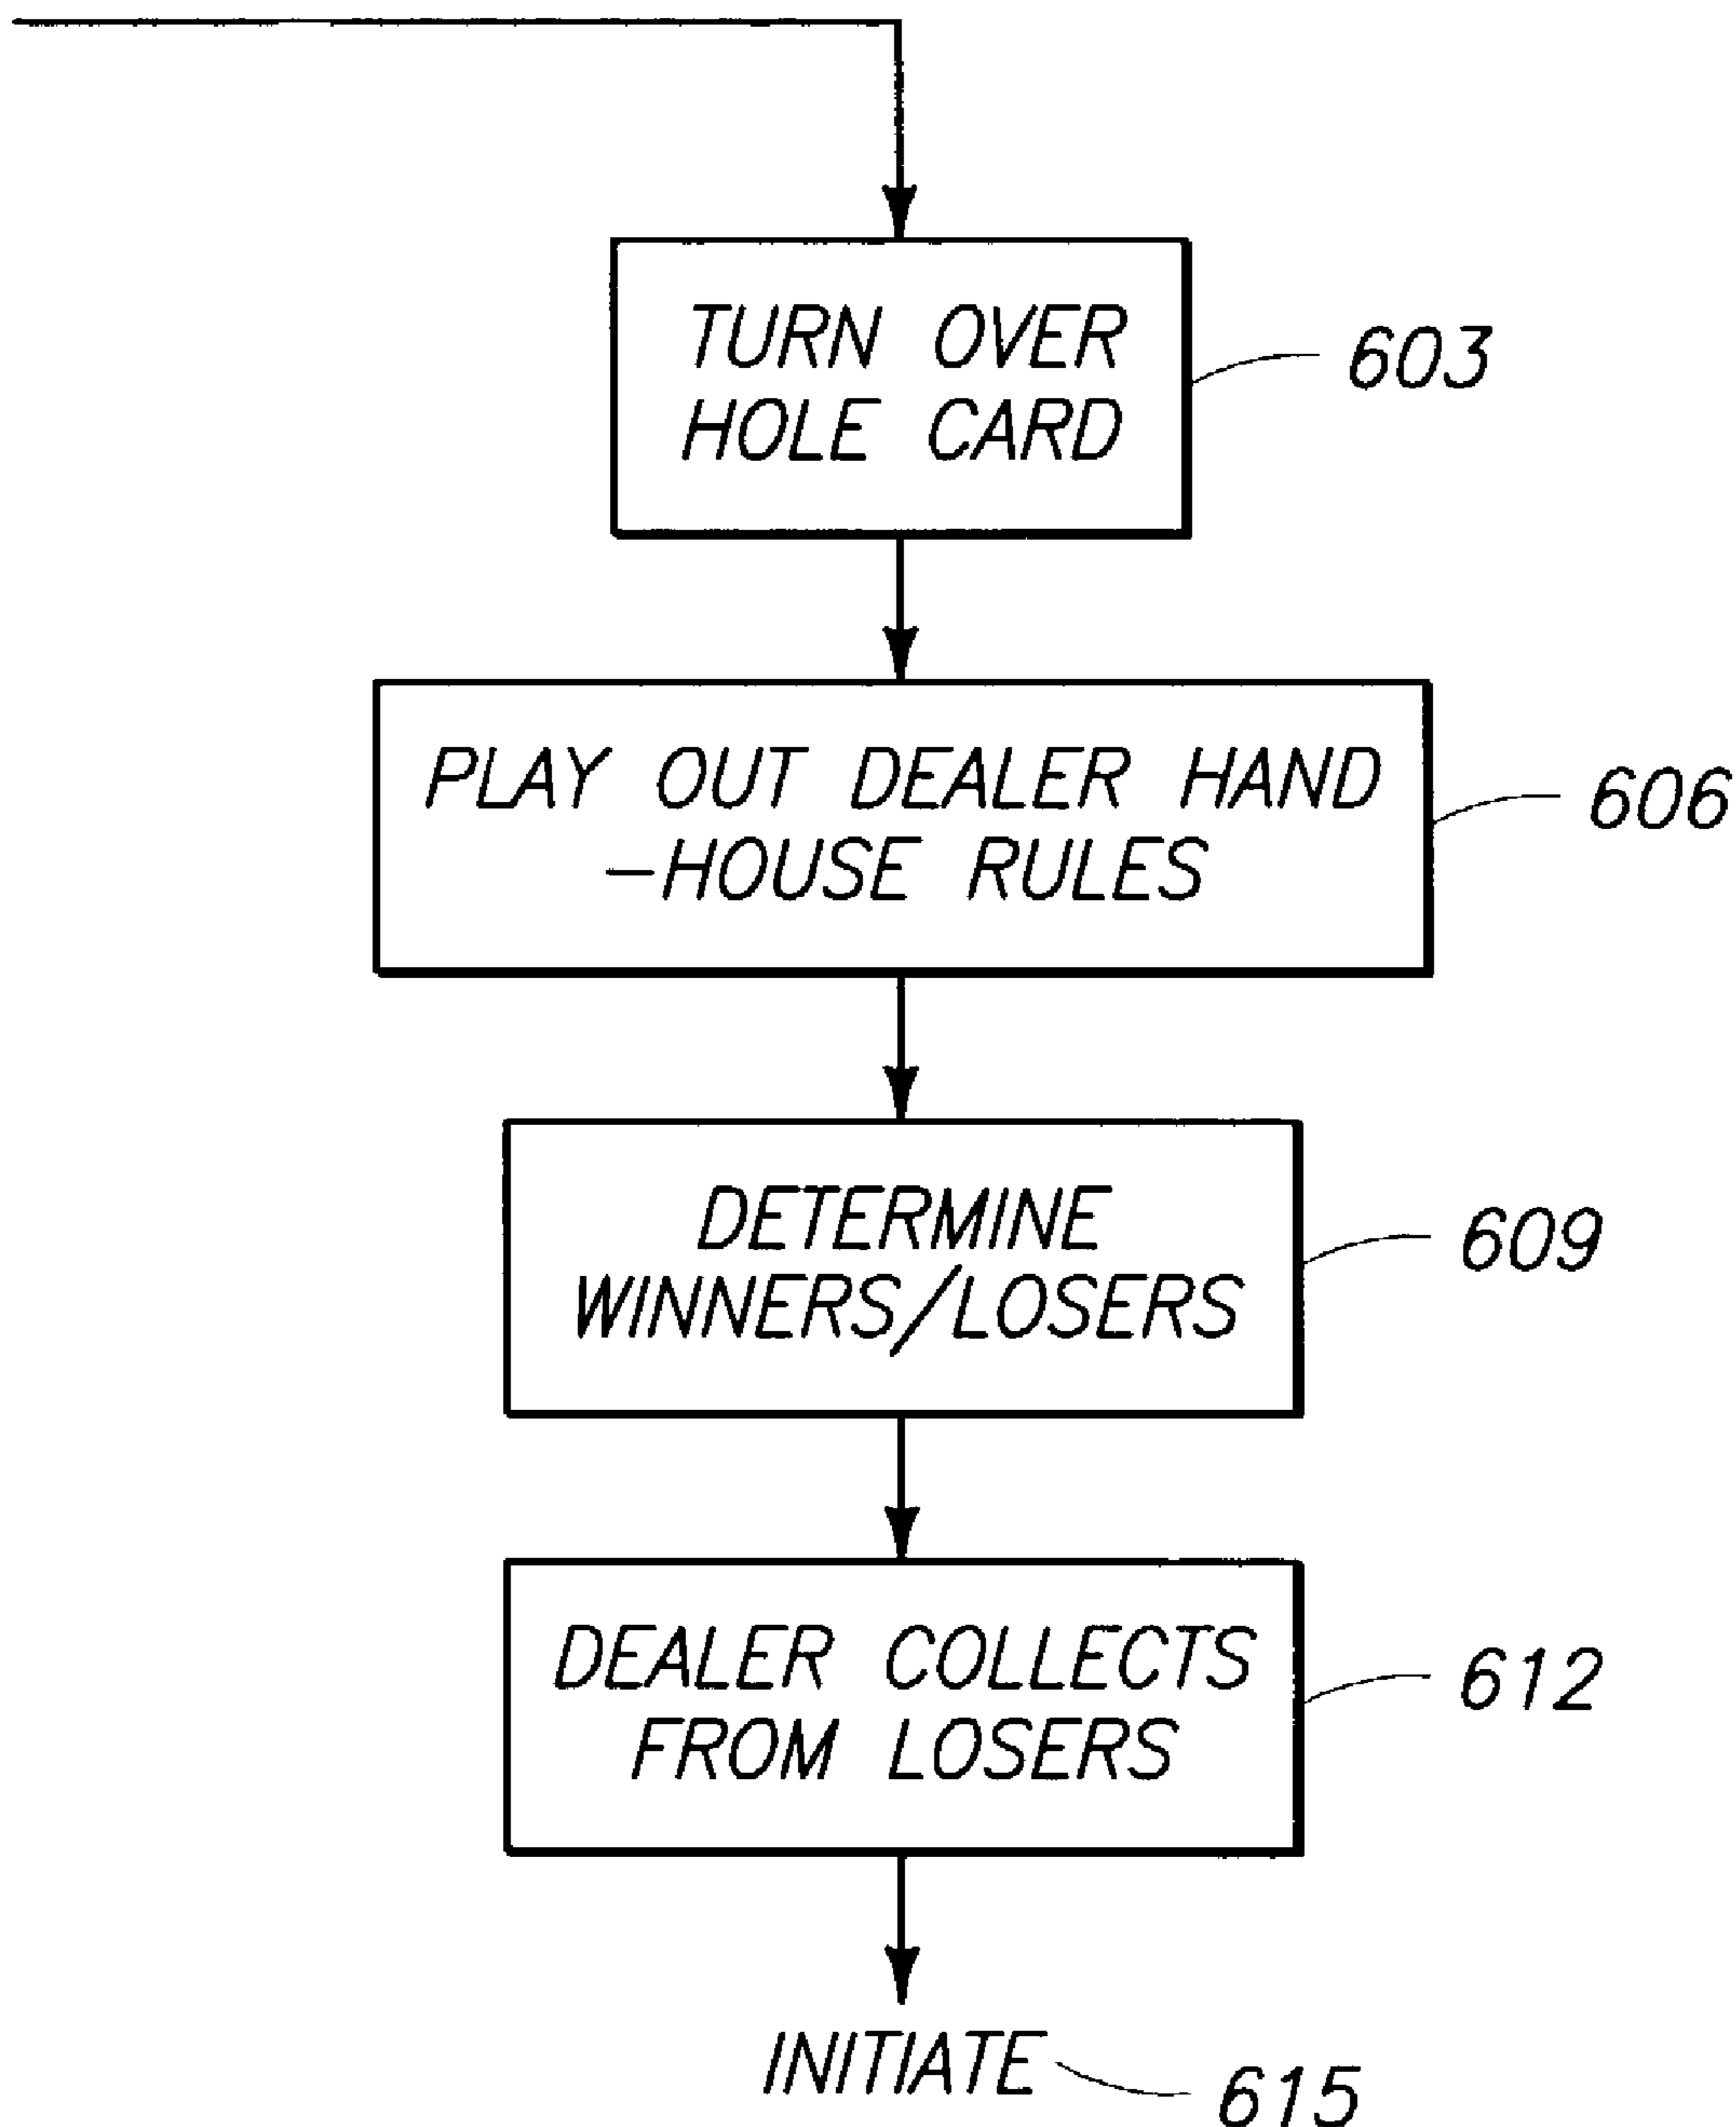 TURN OVER
HOLE CARD
603
PLAY OUT DEALER HAND
-HOUSE RULES
606
DETERMINE
WINNERS/LOSERS
609
DEALER COLLECTS
FROM LOSERS
612
INITIATE
615